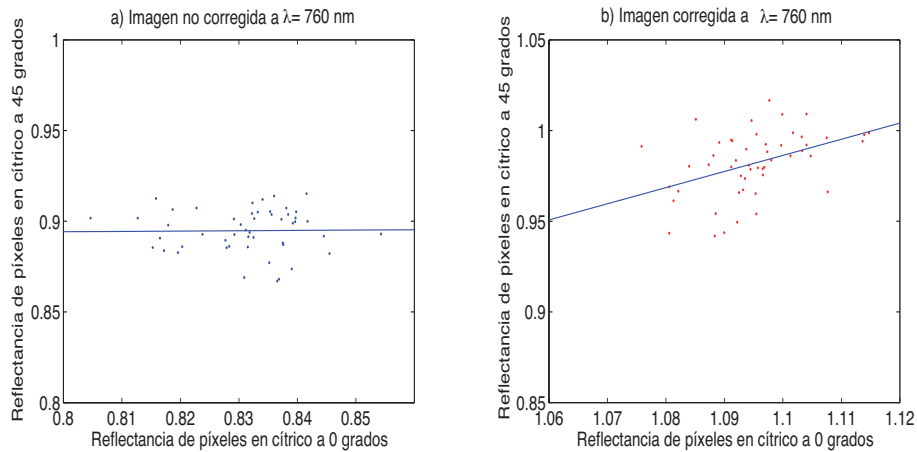 a) Imagen no corregida a λ= 760 nm
Reflectancia de píxeles en cítrico a 45 grados
1
0.95
0.9
0.85
0.8
0.8 0.81 0.82 0.83 0.84 0.85
Reflectancia de píxeles en cítrico a 0 grados
b) Imagen corregida a λ= 760 nm
Reflectancia de píxeles en cítrico a 45 grados
1.05
1
0.95
0.9
0.85
1.06 1.07 1.08 1.09 1.1 1.11 1.12
Reflectancia de píxeles en cítrico a 0 grados